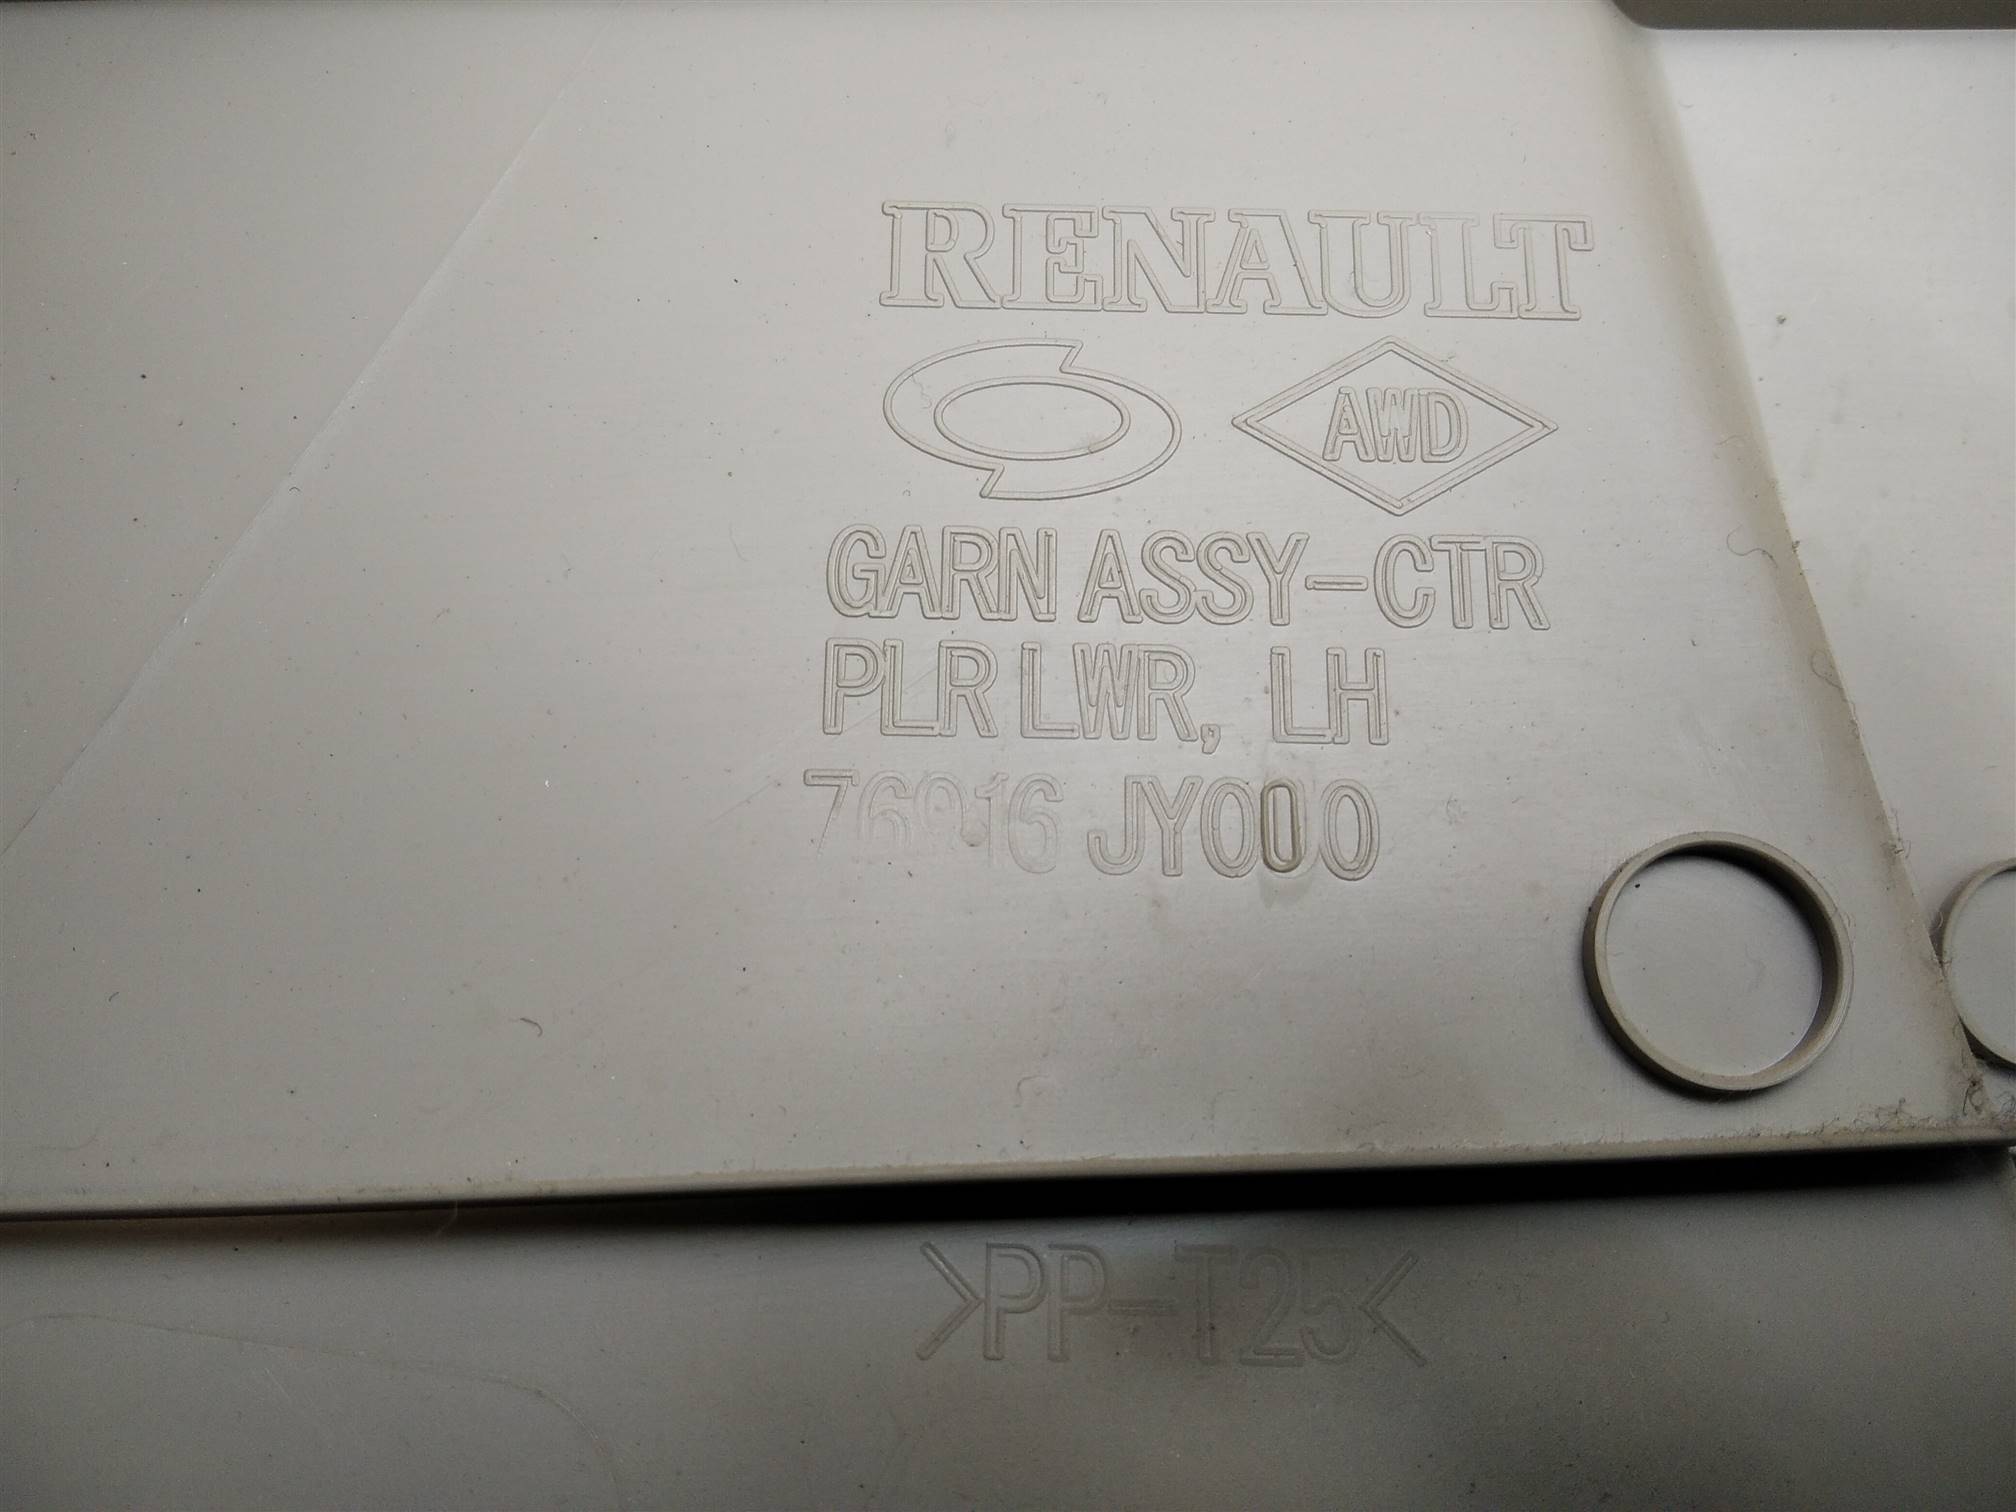 RENAULT
AWD
GARN ASSY-CTR
PLR LWR, LH
76916 JY000
>PP-T25<